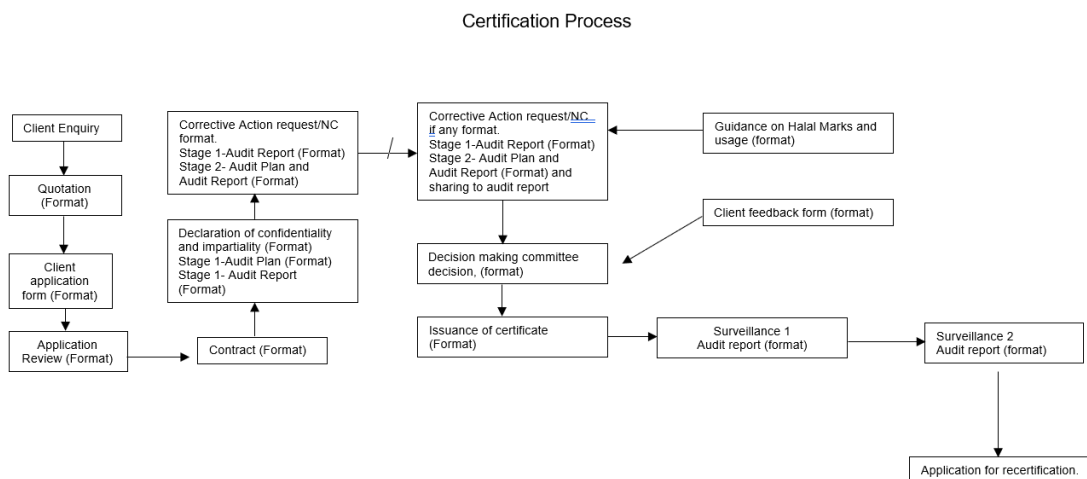 Certification Process
Client Enquiry
Quotation
(Format)
Client
application
form (Format)
Application
Review (Format)
Contract (Format)
Declaration of confidentiality
and impartiality (Format)
Stage 1-Audit Plan (Format)
Stage 1- Audit Report
(Format)
Corrective Action request/NC
format.
Stage 1-Audit Report (Format)
Stage 2- Audit Plan and
Audit Report (Format)
Corrective Action request/NC
if any format.
Stage 1-Audit Report (Format)
Stage 2- Audit Plan and
Audit Report (Format) and
sharing to audit report
Guidance on Halal Marks and
usage (format)
Client feedback form (format)
Decision making committee
decision, (format)
Issuance of certificate
(Format)
Surveillance 1
Audit report (format)
Surveillance 2
Audit report (format)
Application for recertification.